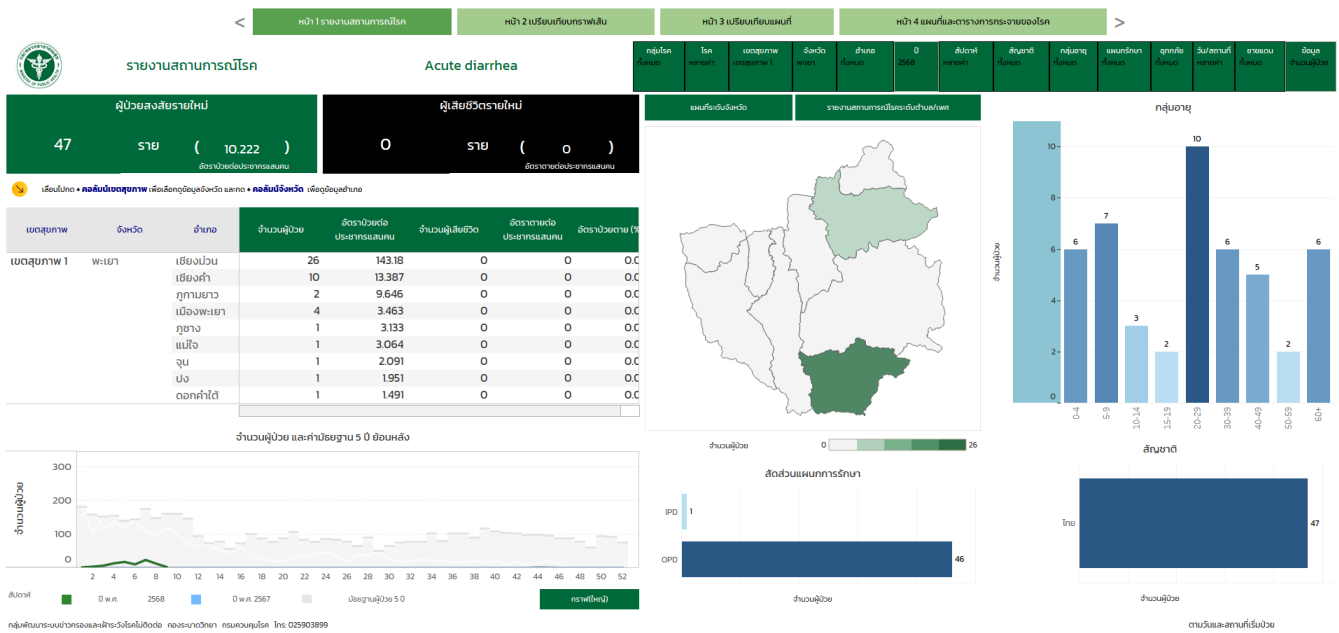 <
หน้า 1 รายงานสถานการณ์โรค
หน้า 2 เปรียบเทียบกราฟเส้น
หน้า 3 เปรียบเทียบแผนที่
หน้า 4 แผนที่และตารางการกระจายของโรค
>
รายงานสถานการณ์โรค
Acute diarrhea
กลุ่มโรค โรค เขตสุขภาพ จังหวัด อำเภอ ปี สัปดาห์ สัญชาติ กลุ่มอายุ แผนกรักษา อุทกภัย วัน/สถานที่ ชายแดน ข้อมูล
ทั้งหมด หลายค่า เขตสุขภาพ 1 พะเยา ทั้งหมด 2568 หลายค่า ทั้งหมด ทั้งหมด ทั้งหมด ทั้งหมด หลายค่า ทั้งหมด จำนวนผู้ป่วย
ผู้ป่วยสงสัยรายใหม่
47 ราย ( 10.222 )
อัตราป่วยต่อประชากรแสนคน
ผู้เสียชีวิตรายใหม่
0 ราย ( 0 )
อัตราตายต่อประชากรแสนคน
แผนที่ระดับจังหวัด
รายงานสถานการณ์โรคระดับตำบล/เพศ
เลื่อนไปกด + คอลัมน์เขตสุขภาพ เพื่อเลือกดูข้อมูลจังหวัด และกด + คอลัมน์จังหวัด เพื่อดูข้อมูลอำเภอ
เขตสุขภาพ จังหวัด อำเภอ จำนวนผู้ป่วย อัตราป่วยต่อ ประชากรแสนคน จำนวนผู้เสียชีวิต อัตราตายต่อ ประชากรแสนคน อัตราป่วยตาย (%
เขตสุขภาพ 1 พะเยา เชียงม่วน 26 143.18 0 0 0.0
เชียงคำ 10 13.387 0 0 0.0
ภูกามยาว 2 9.646 0 0 0.0
เมืองพะเยา 4 3.463 0 0 0.0
ภูซาง 1 3.133 0 0 0.0
แม่ใจ 1 3.064 0 0 0.0
จุน 1 2.091 0 0 0.0
ปง 1 1.951 0 0 0.0
ดอกคำใต้ 1 1.491 0 0 0.0
จำนวนผู้ป่วย 0 26
กลุ่มอายุ
จำนวนผู้ป่วย
10
8
6
4
2
0
6 7 3 2 10 6 5 2 6
0-4 5-9 10-14 15-19 20-29 30-39 40-49 50-59 60+
จำนวนผู้ป่วย และค่ามัธยฐาน 5 ปี ย้อนหลัง
จำนวนผู้ป่วย
300
200
100
0
2 4 6 8 10 12 14 16 18 20 22 24 26 28 30 32 34 36 38 40 42 44 46 48 50 52
สัปดาห์ ปี พ.ศ. 2568 ปี พ.ศ. 2567 มัธยฐานผู้ป่วย 5 ปี
กราฟ(ใหญ่)
สัดส่วนแผนกการรักษา
IPD 1
OPD 46
จำนวนผู้ป่วย
สัญชาติ
ไทย 47
จำนวนผู้ป่วย
กลุ่มพัฒนาระบบข่าวกรองและเฝ้าระวังโรคไม่ติดต่อ กองระบาดวิทยา กรมควบคุมโรค โทร: 025903899
ตามวันและสถานที่เริ่มป่วย